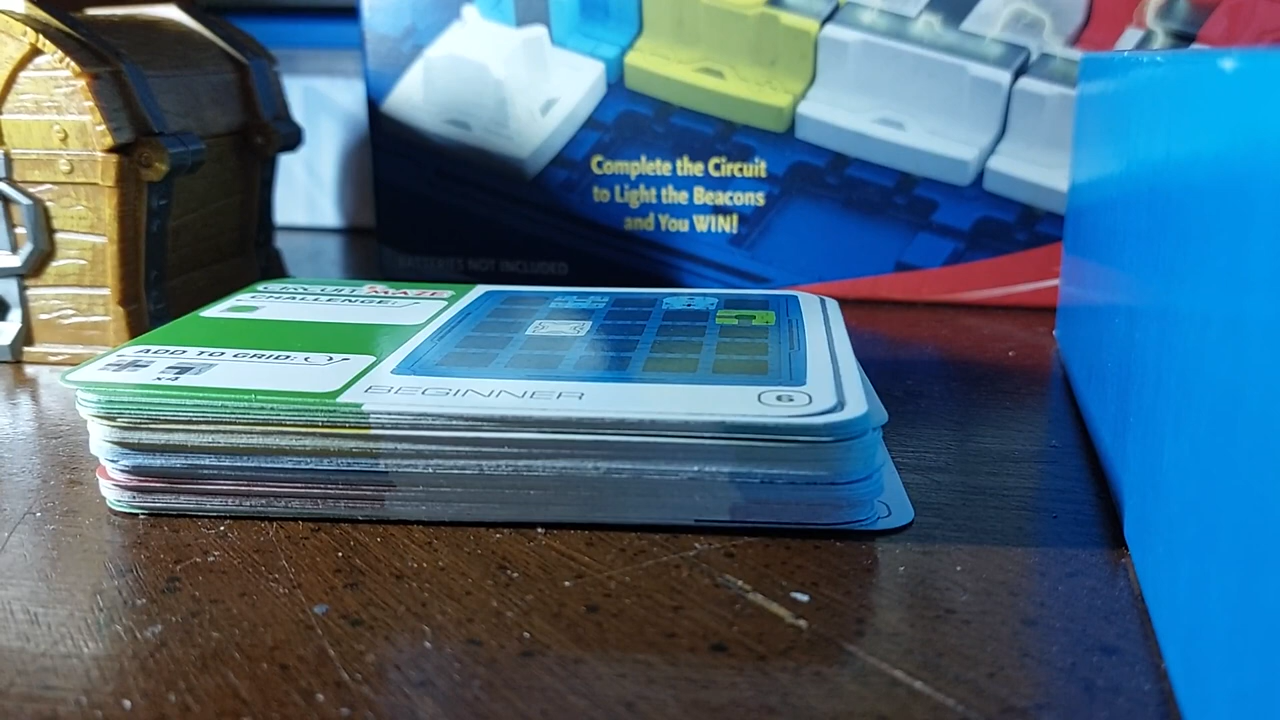 Complete the Circuit
to Light the Beacons
and You WIN!
BATTERIES NOT INCLUDED
CIRCUIT MAZE
CHALLENGE:
ADD TO GRID:
x4
BEGINNER
6